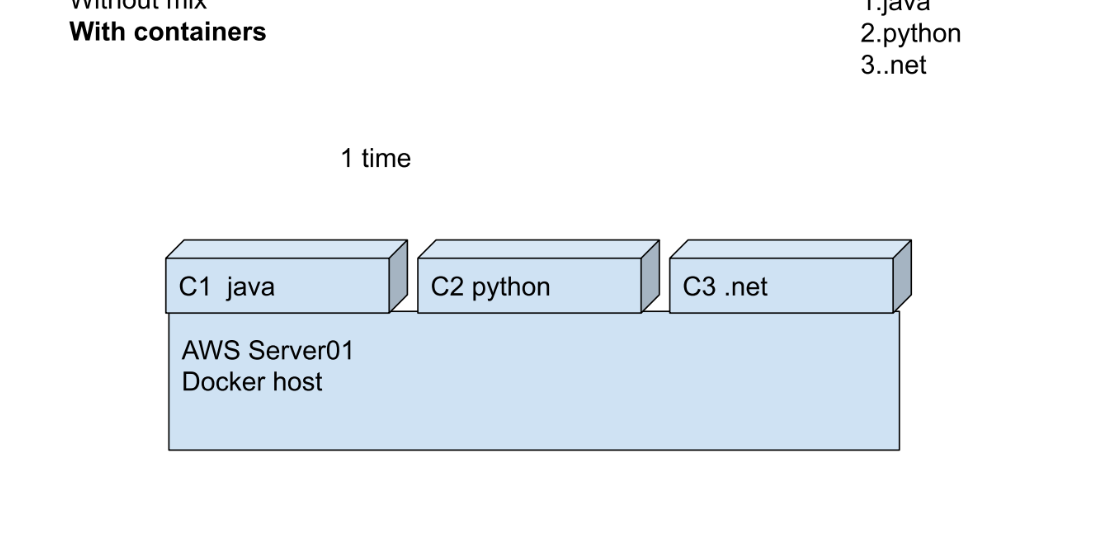 Without mix
With containers
1.java
2.python
3..net
1 time
C1 java
C2 python
C3 .net
AWS Server01
Docker host